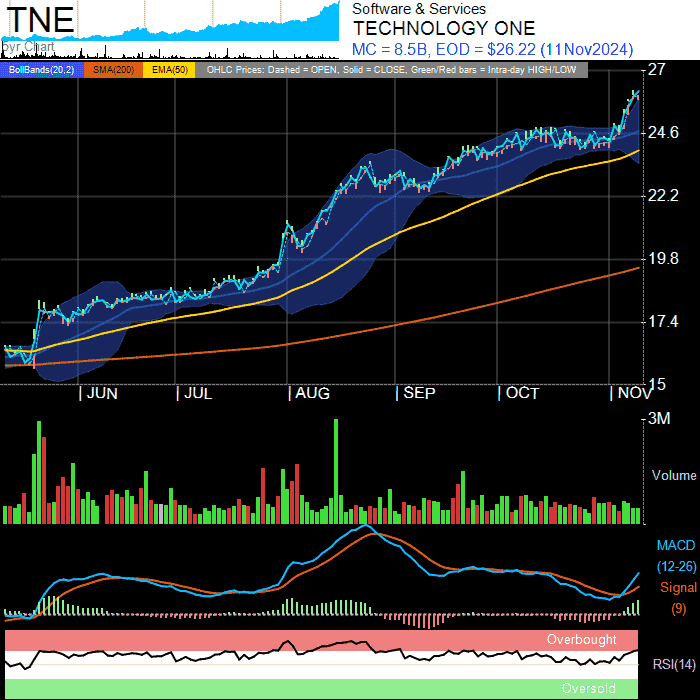 TNE
5yr Chart
Software & Services
TECHNOLOGY ONE
MC = 8.5B, EOD = $26.22 (11Nov2024)
BollBands(20,2) SMA(200) EMA(50) OHLC Prices: Dashed = OPEN, Solid = CLOSE, Green/Red bars = Intra-day HIGH/LOW
27
24.6
22.2
19.8
17.4
15
|JUN |JUL |AUG |SEP |OCT |NOV
3M
Volume
MACD
(12-26)
Signal
(9)
Overbought
RSI(14)
Oversold